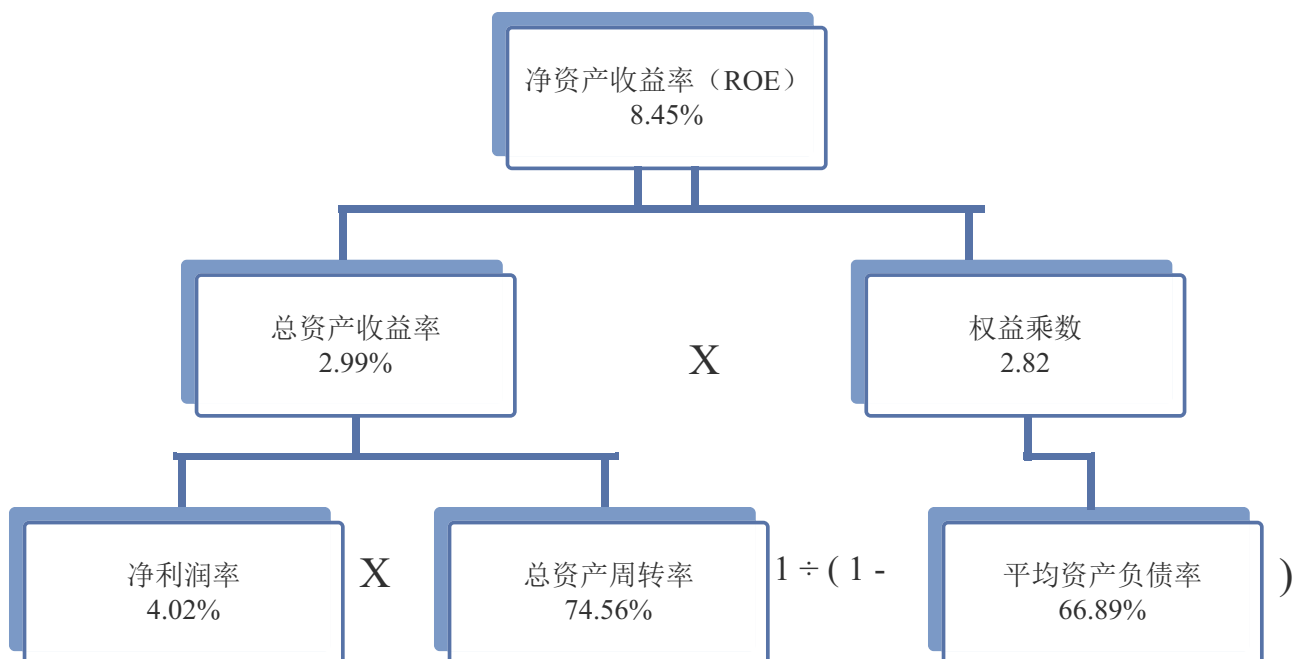 净资产收益率（ROE）
8.45%
总资产收益率
2.99%
X
权益乘数
2.82
净利润率
4.02%
X
总资产周转率
74.56%
1 ÷ ( 1 -
平均资产负债率
66.89%
)